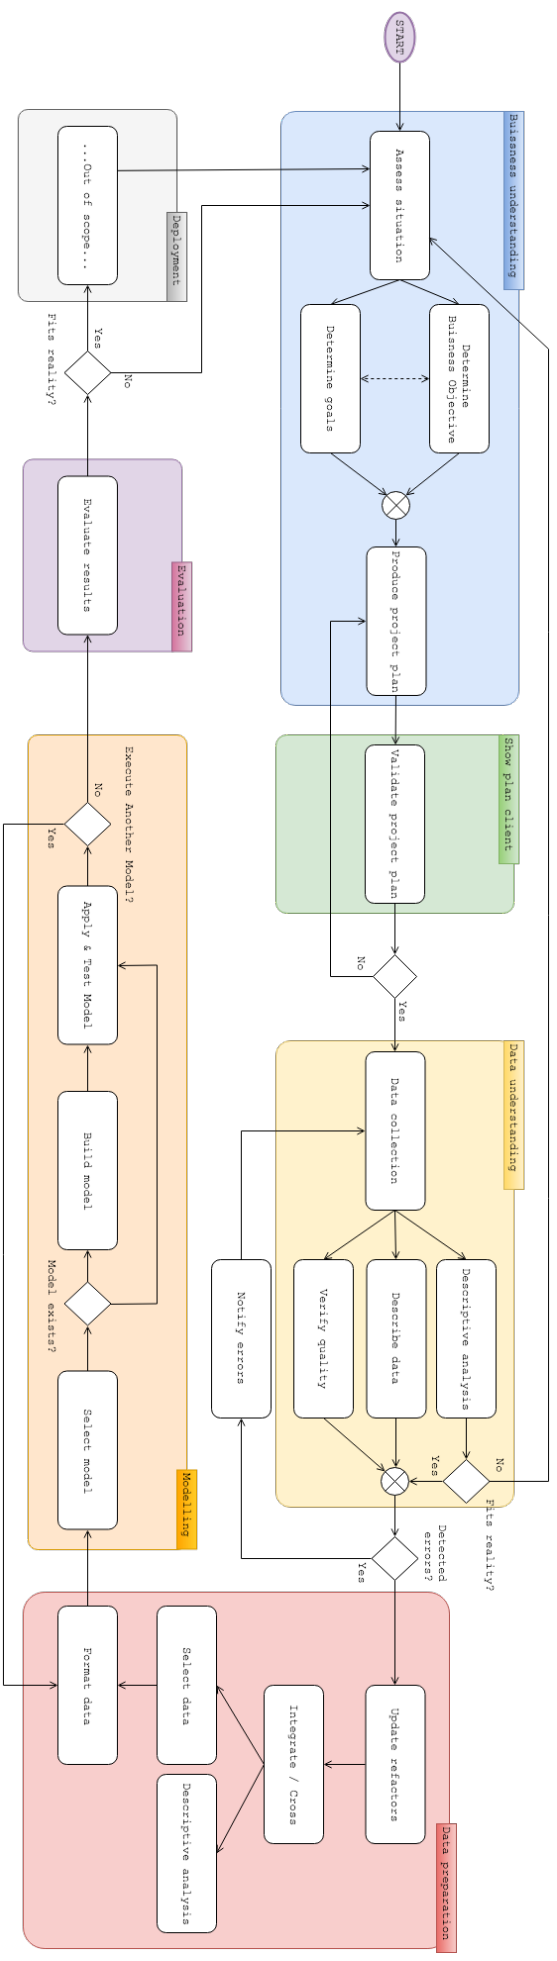 START
Buissness understanding
Assess situation
Determine
Buisness Objective
Determine goals
Produce project plan
Show plan client
Validate project plan
No
Yes
Data understanding
Data collection
Descriptive analysis
Describe data
Verify quality
Notify errors
No
Yes
Fits reality?
Detected
errors?
Yes
Data preparation
Update refactors
Integrate / Cross
Select data
Descriptive analysis
Format data
Modelling
Select model
Model exists?
Build model
Apply & Test Model
Execute Another Model?
No
Yes
Evaluation
Evaluate results
No
Yes
Fits reality?
Deployment
...Out of scope...